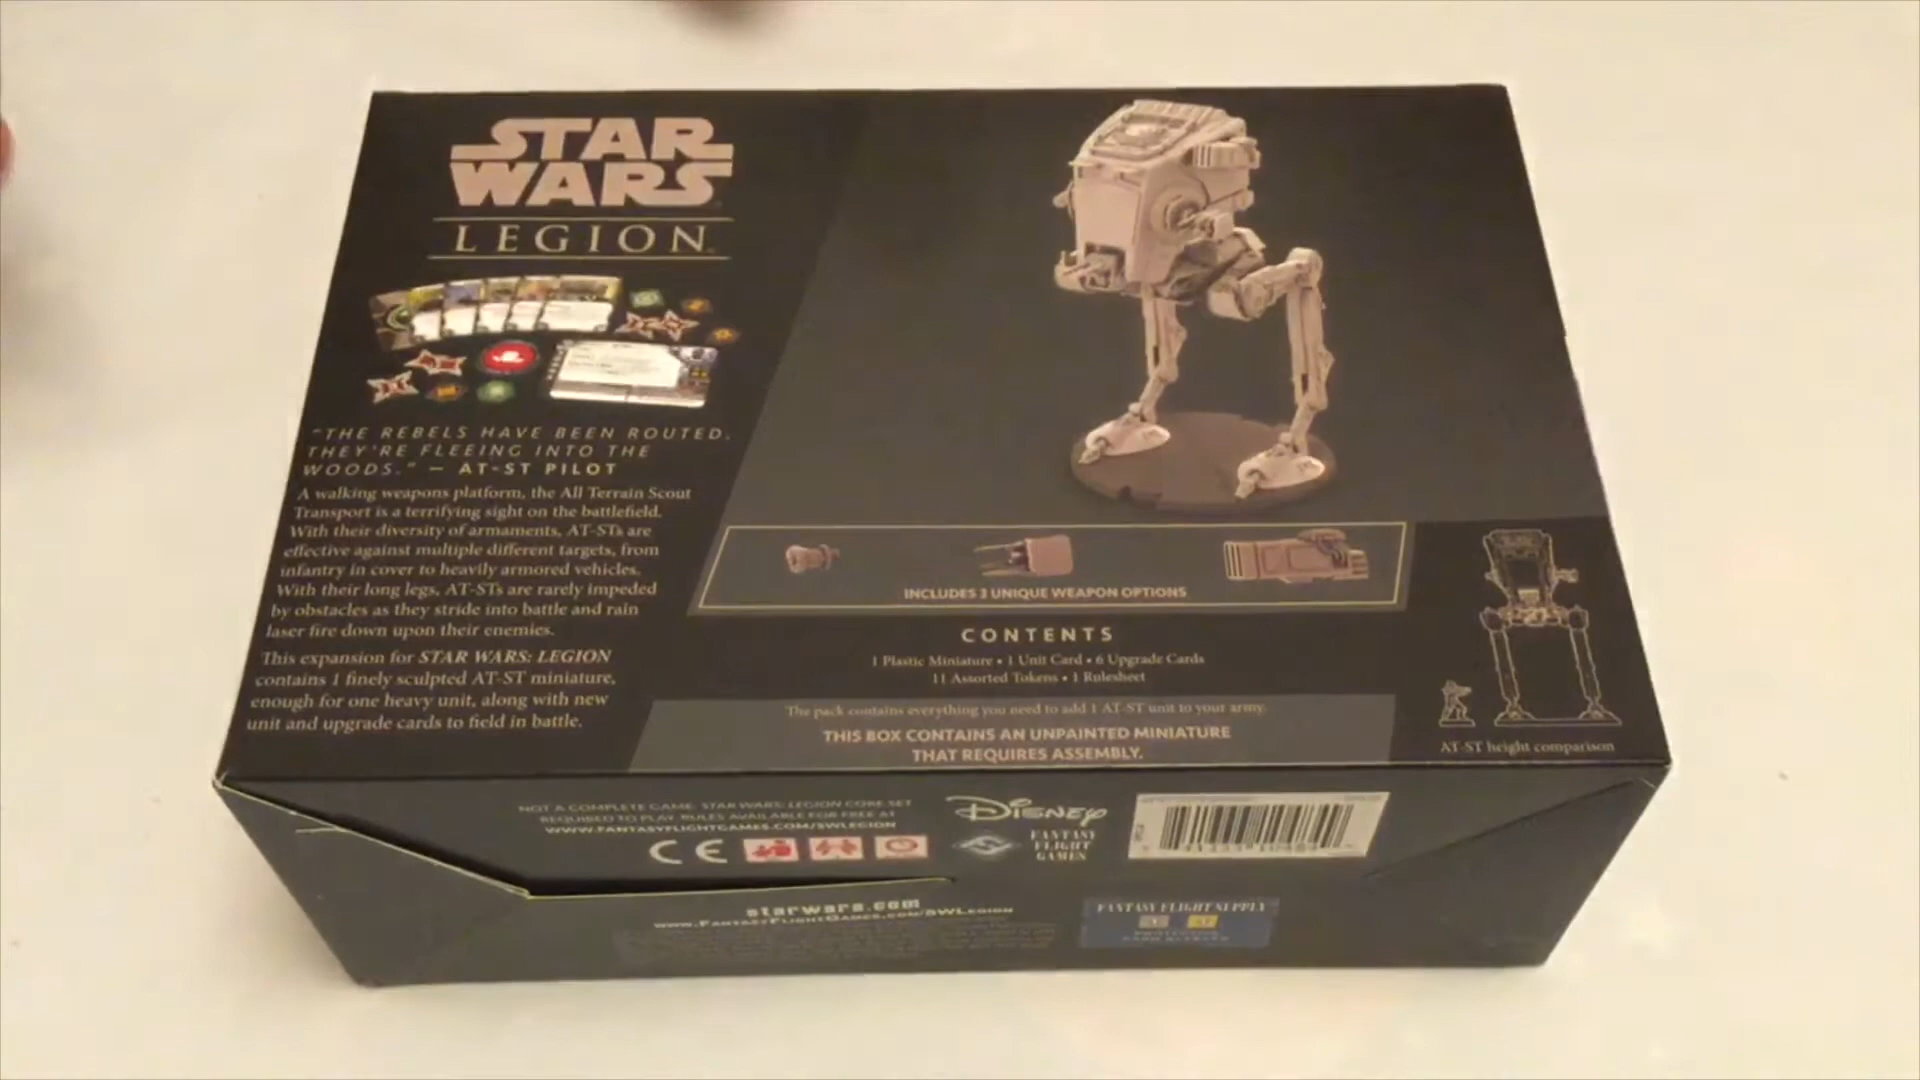 STAR
WARS
LEGION
"THE REBELS HAVE BEEN ROUTED.
THEY'RE FLEEING INTO THE
WOODS." — AT-ST PILOT
A walking weapons platform, the All Terrain Scout
Transport is a terrifying sight on the battlefield.
With their diversity of armaments, AT-STs are
effective against multiple different targets, from
infantry in cover to heavily armored vehicles.
With their long legs, AT-STs are rarely impeded
by obstacles as they stride into battle and rain
laser fire down upon their enemies.
This expansion for STAR WARS: LEGION
contains 1 finely sculpted AT-ST miniature,
enough for one heavy unit, along with new
unit and upgrade cards to field in battle.
INCLUDES 3 UNIQUE WEAPON OPTIONS
CONTENTS
1 Plastic Miniature • 1 Unit Card • 6 Upgrade Cards
11 Assorted Tokens • 1 Rulesheet
The pack contains everything you need to add 1 AT-ST unit to your army.
THIS BOX CONTAINS AN UNPAINTED MINIATURE
THAT REQUIRES ASSEMBLY.
AT-ST height comparison
NOT A COMPLETE GAME. STAR WARS: LEGION CORE SET
REQUIRED TO PLAY. RULES AVAILABLE FOR FREE AT
WWW.FANTASYFLIGHTGAMES.COM/SWLEGION
CE
DISNEY
FANTASY
FLIGHT
GAMES
starwars.com
www.FantasyFlightGames.com/SWLegion
FANTASY FLIGHT SUPPLY